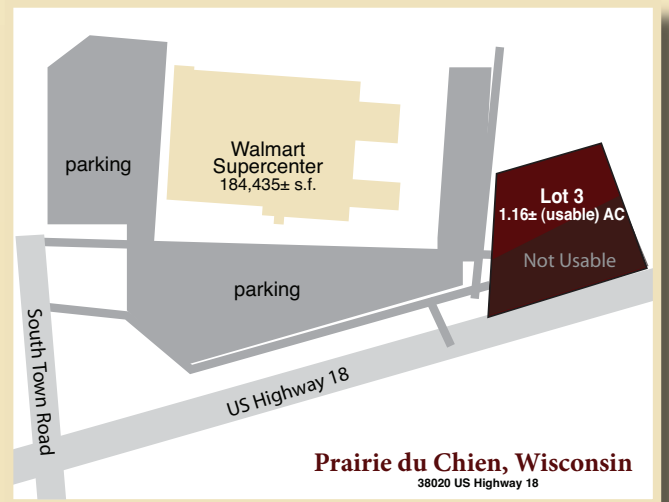 parking
Walmart
Supercenter
184,435± s.f.
Lot 3
1.16± (usable) AC
Not Usable
parking
South Town Road
US Highway 18
Prairie du Chien, Wisconsin
38020 US Highway 18